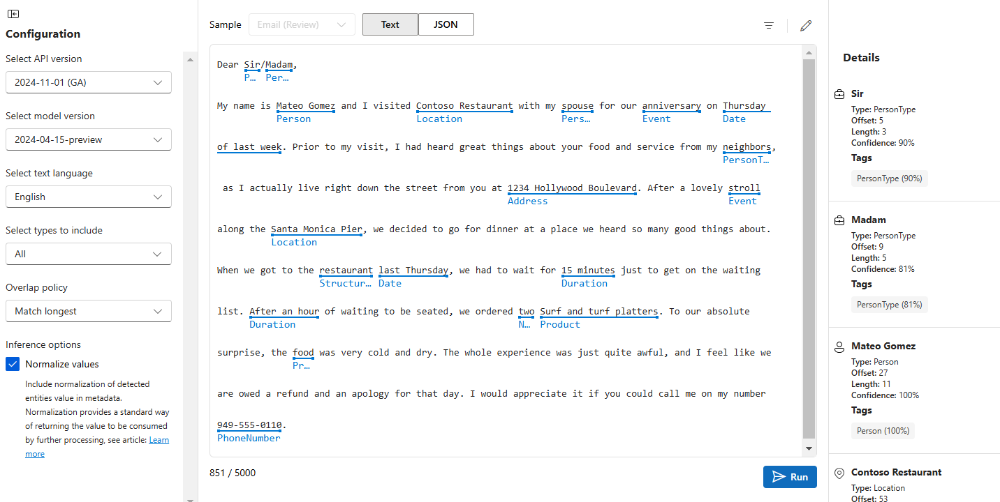 Configuration
Select API version
2024-11-01 (GA)
Select model version
2024-04-15-preview
Select text language
English
Select types to include
All
Overlap policy
Match longest
Inference options
Normalize values
Include normalization of detected
entities value in metadata.
Normalization provides a standard way
of returning the value to be consumed
by further processing, see article: Learn
more
Sample
Email (Review)
Text
JSON
Dear Sir/Madam,
P… Per…
My name is Mateo Gomez and I visited Contoso Restaurant with my spouse for our anniversary on Thursday
Person Location Pers… Event Date
of last week. Prior to my visit, I had heard great things about your food and service from my neighbors,
PersonT…
as I actually live right down the street from you at 1234 Hollywood Boulevard. After a lovely stroll
Address Event
along the Santa Monica Pier, we decided to go for dinner at a place we heard so many good things about.
Location
When we got to the restaurant last Thursday, we had to wait for 15 minutes just to get on the waiting
Structur… Date Duration
list. After an hour of waiting to be seated, we ordered two Surf and turf platters. To our absolute
Duration N… Product
surprise, the food was very cold and dry. The whole experience was just quite awful, and I feel like we
Pr…
are owed a refund and an apology for that day. I would appreciate it if you could call me on my number
949-555-0110.
PhoneNumber
851 / 5000
Run
Details
Sir
Type: PersonType
Offset: 5
Length: 3
Confidence: 90%
Tags
PersonType (90%)
Madam
Type: PersonType
Offset: 9
Length: 5
Confidence: 81%
Tags
PersonType (81%)
Mateo Gomez
Type: Person
Offset: 27
Length: 11
Confidence: 100%
Tags
Person (100%)
Contoso Restaurant
Type: Location
Offset: 53